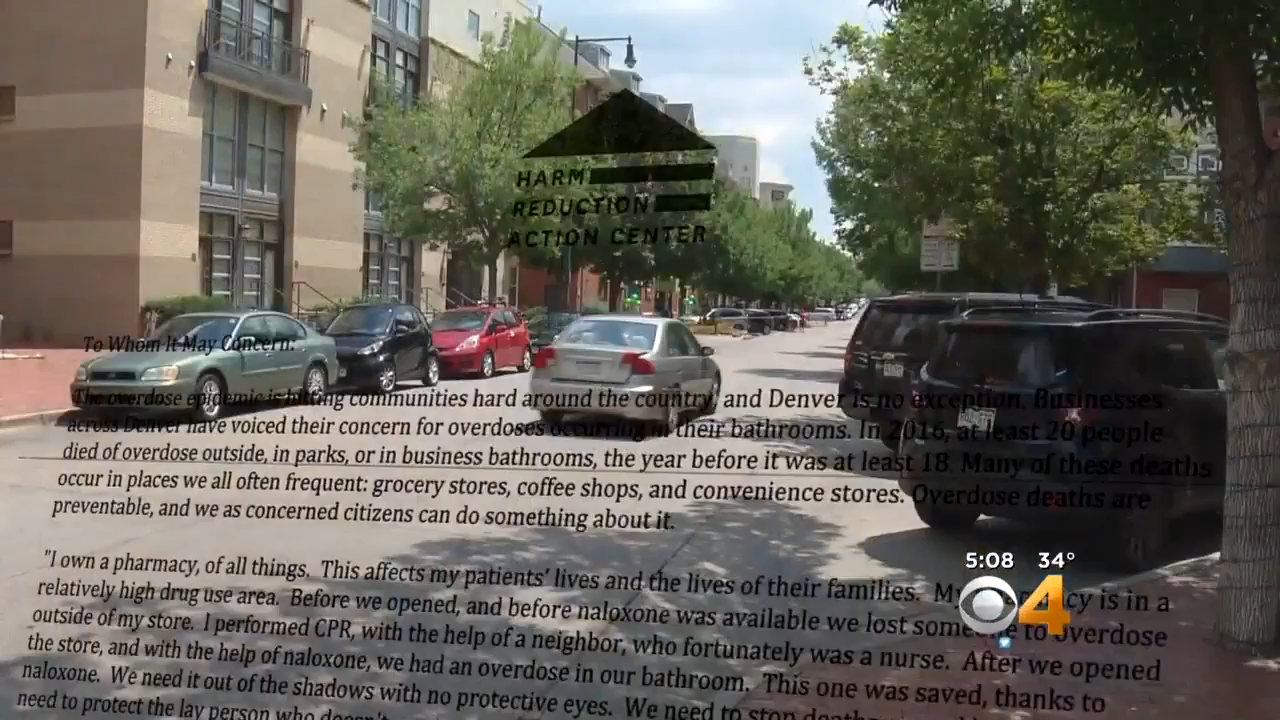 HARM
REDUCTION
ACTION CENTER
To Whom It May Concern:
The overdose epidemic is hitting communities hard around the country, and Denver is no exception. Businesses
across Denver have voiced their concern for overdoses occurring in their bathrooms. In 2016, at least 20 people
died of overdose outside, in parks, or in business bathrooms, the year before it was at least 18. Many of these deaths
occur in places we all often frequent: grocery stores, coffee shops, and convenience stores. Overdose deaths are
preventable, and we as concerned citizens can do something about it.
"I own a pharmacy, of all things. This affects my patients' lives and the lives of their families. My pharmacy is in a
relatively high drug use area. Before we opened, and before naloxone was available we lost someone to overdose
outside of my store. I performed CPR, with the help of a neighbor, who fortunately was a nurse. After we opened
the store, and with the help of naloxone, we had an overdose in our bathroom. This one was saved, thanks to
naloxone. We need it out of the shadows with no protective eyes. We need to stop
need to protect the lay person who doesn't
5:08 34°
4